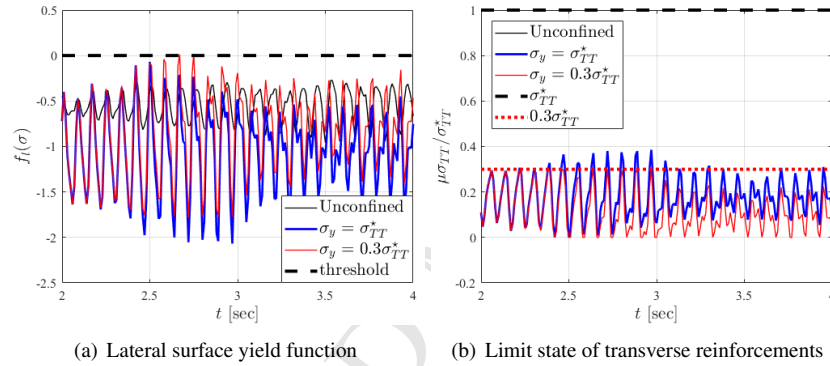 0.5
0
-0.5
-1
-1.5
-2
-2.5
f_l(σ)
2
2.5
3
3.5
4
t [sec]
Unconfined
σ_y = σ*_TT
σ_y = 0.3σ*_TT
threshold
(a) Lateral surface yield function
1
0.8
0.6
0.4
0.2
0
-0.2
μσ_TT/σ*_TT
2
2.5
3
3.5
4
t [sec]
Unconfined
σ_y = σ*_TT
σ_y = 0.3σ*_TT
σ*_TT
0.3σ*_TT
(b) Limit state of transverse reinforcements